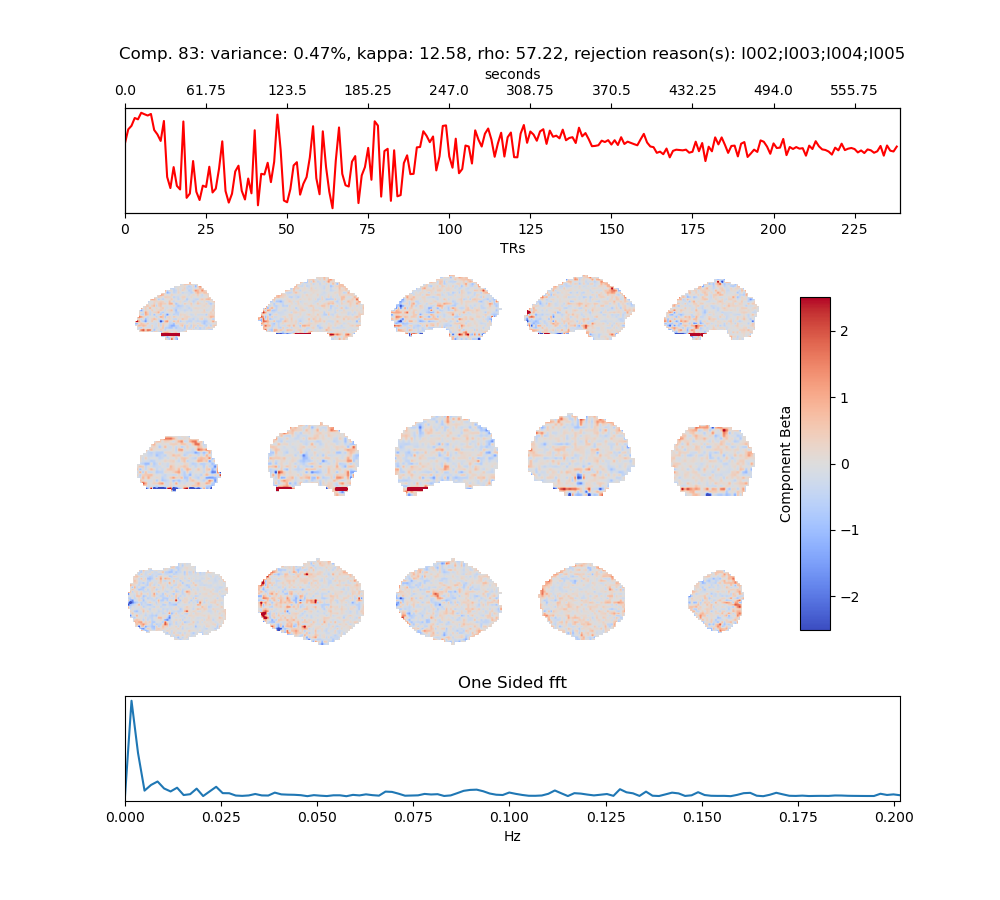 Comp. 83: variance: 0.47%, kappa: 12.58, rho: 57.22, rejection reason(s): I002;I003;I004;I005
seconds
0.0 61.75 123.5 185.25 247.0 308.75 370.5 432.25 494.0 555.75
0 25 50 75 100 125 150 175 200 225
TRs
2
1
0
−1
−2
Component Beta
One Sided fft
0.000 0.025 0.050 0.075 0.100 0.125 0.150 0.175 0.200
Hz